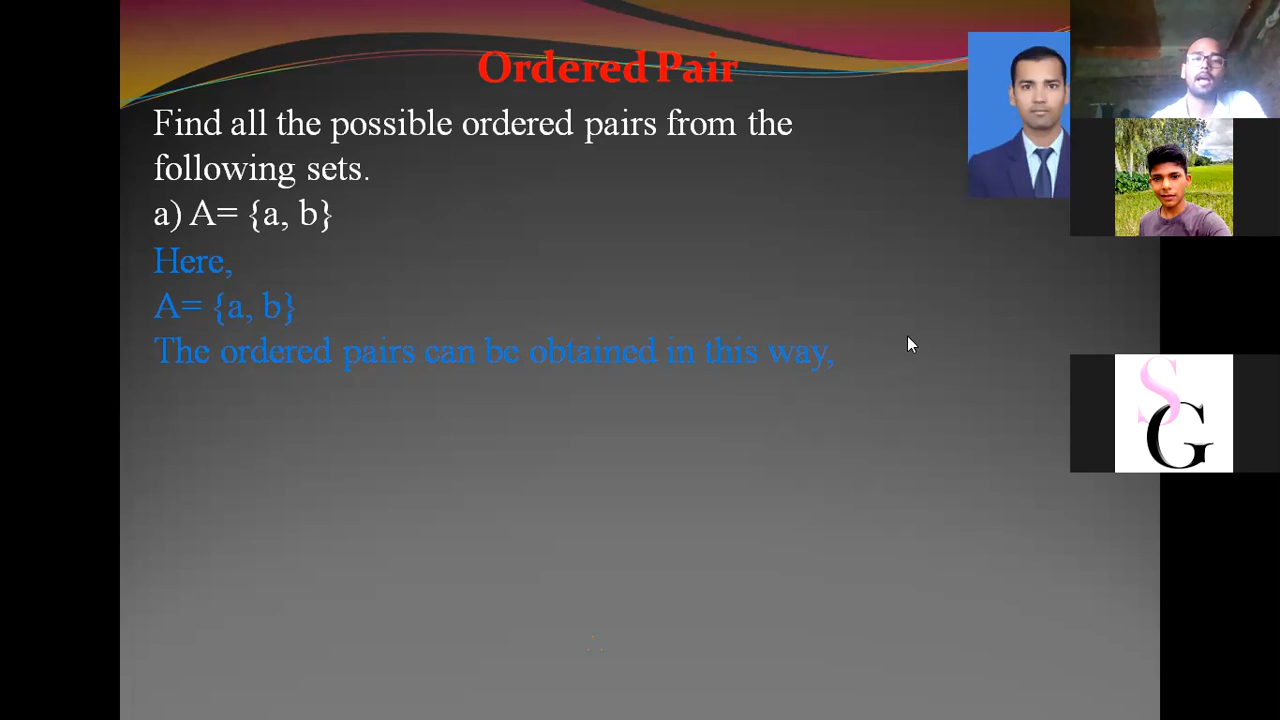 Ordered Pair
Find all the possible ordered pairs from the
following sets.
a) A= {a, b}
Here,
A= {a, b}
The ordered pairs can be obtained in this way,
SG